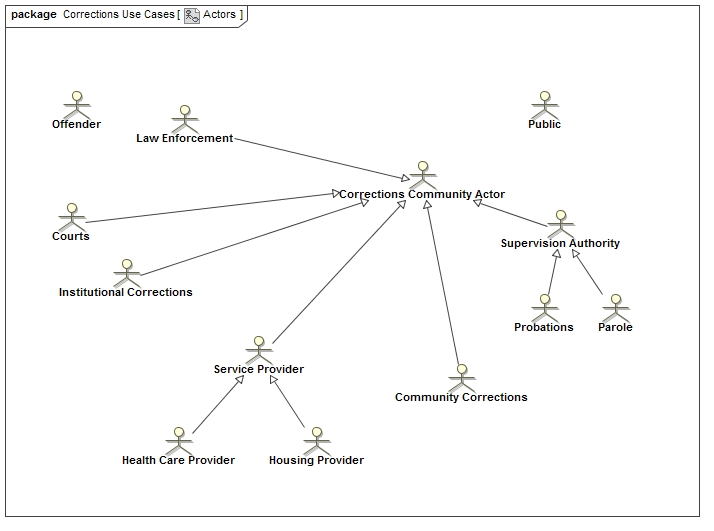 package Corrections Use Cases [ Actors ]
Offender
Law Enforcement
Public
Corrections Community Actor
Courts
Supervision Authority
Institutional Corrections
Probations
Parole
Service Provider
Community Corrections
Health Care Provider
Housing Provider